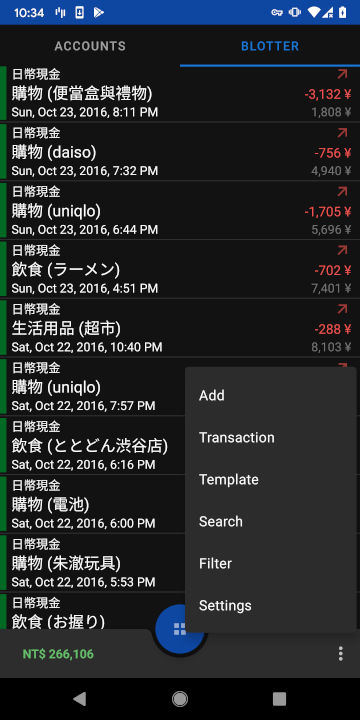 10:34
ACCOUNTS
BLOTTER
日幣現金
購物 (便當盒與禮物)
-3,132 ¥
Sun, Oct 23, 2016, 8:11 PM
1,808 ¥
日幣現金
購物 (daiso)
-756 ¥
Sun, Oct 23, 2016, 7:32 PM
4,940 ¥
日幣現金
購物 (uniqlo)
-1,705 ¥
Sun, Oct 23, 2016, 6:44 PM
5,696 ¥
日幣現金
飲食 (ラーメン)
-702 ¥
Sun, Oct 23, 2016, 4:51 PM
7,401 ¥
日幣現金
生活用品 (超市)
-288 ¥
Sat, Oct 22, 2016, 10:40 PM
8,103 ¥
日幣現金
購物 (uniqlo)
Sat, Oct 22, 2016, 7:57 PM
日幣現金
飲食 (ととどん渋谷店)
Sat, Oct 22, 2016, 6:16 PM
日幣現金
購物 (電池)
Sat, Oct 22, 2016, 6:00 PM
日幣現金
購物 (朱澈玩具)
Sat, Oct 22, 2016, 5:53 PM
日幣現金
飲食 (お握り)
Add
Transaction
Template
Search
Filter
Settings
NT$ 266,106